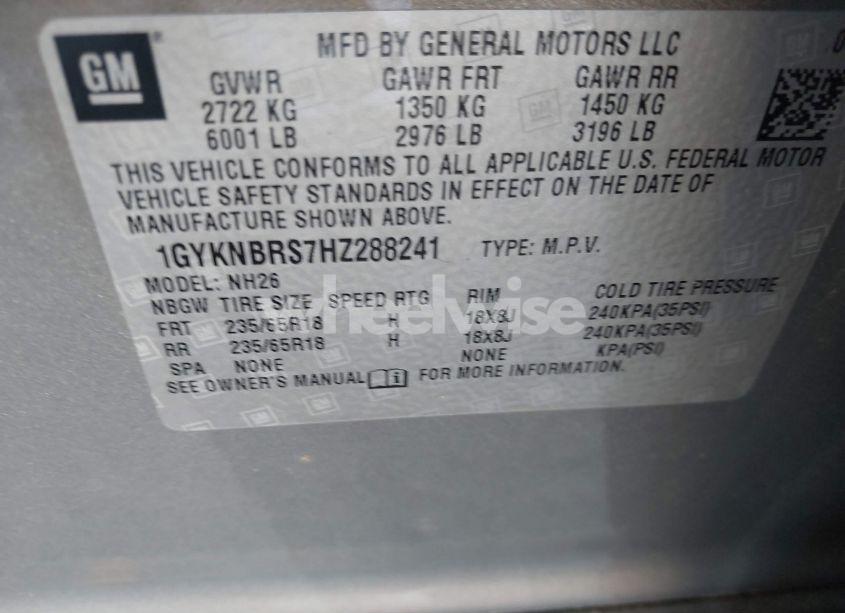 GM
MFD BY GENERAL MOTORS LLC
GVWR GAWR FRT GAWR RR
2722 KG 1350 KG 1450 KG
6001 LB 2976 LB 3196 LB
THIS VEHICLE CONFORMS TO ALL APPLICABLE U.S. FEDERAL MOTOR
VEHICLE SAFETY STANDARDS IN EFFECT ON THE DATE OF
MANUFACTURE SHOWN ABOVE.
1GYKNBRS7HZ288241 TYPE: M.P.V.
MODEL: NH26
NBGW TIRE SIZE SPEED RTG RIM COLD TIRE PRESSURE
FRT 235/65R18 H 18X8J 240KPA(35PSI)
RR 235/65R18 H 18X8J 240KPA(35PSI)
SPA NONE NONE KPA(PSI)
SEE OWNER'S MANUAL i FOR MORE INFORMATION.